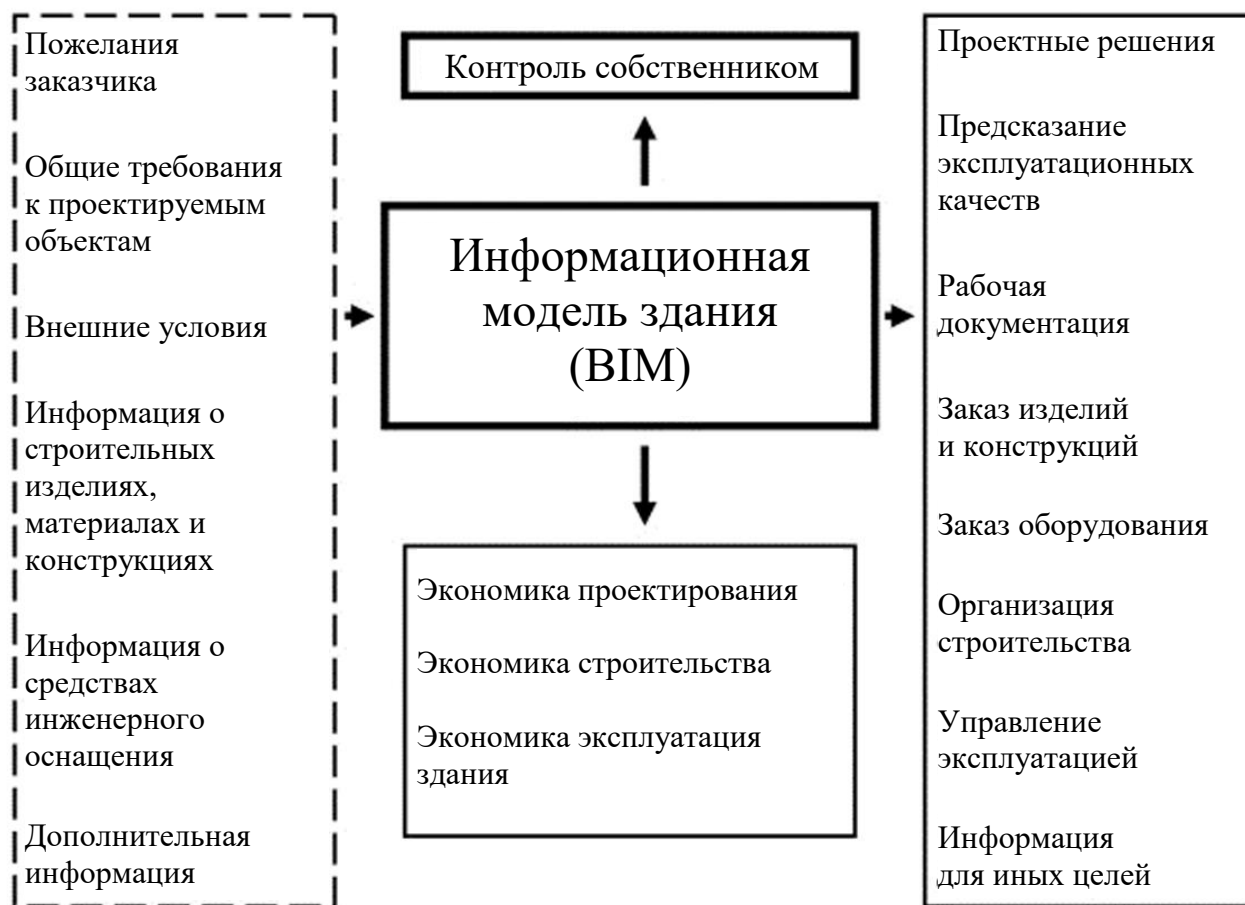 Пожелания
заказчика
Общие требования
к проектируемым
объектам
Внешние условия
Информация о
строительных
изделиях,
материалах и
конструкциях
Информация о
средствах
инженерного
оснащения
Дополнительная
информация
Контроль собственником
Информационная
модель здания
(BIM)
Экономика проектирования
Экономика строительства
Экономика эксплуатация
здания
Проектные решения
Предсказание
эксплуатационных
качеств
Рабочая
документация
Заказ изделий
и конструкций
Заказ оборудования
Организация
строительства
Управление
эксплуатацией
Информация
для иных целей